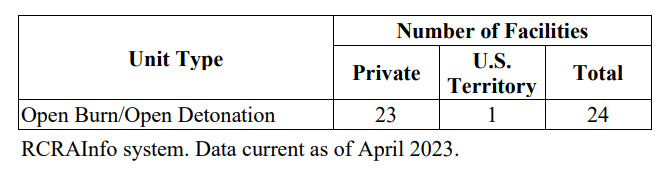 Unit Type
Number of Facilities
Private
U.S.
Territory
Total
Open Burn/Open Detonation 23 1 24
RCRAInfo system. Data current as of April 2023.